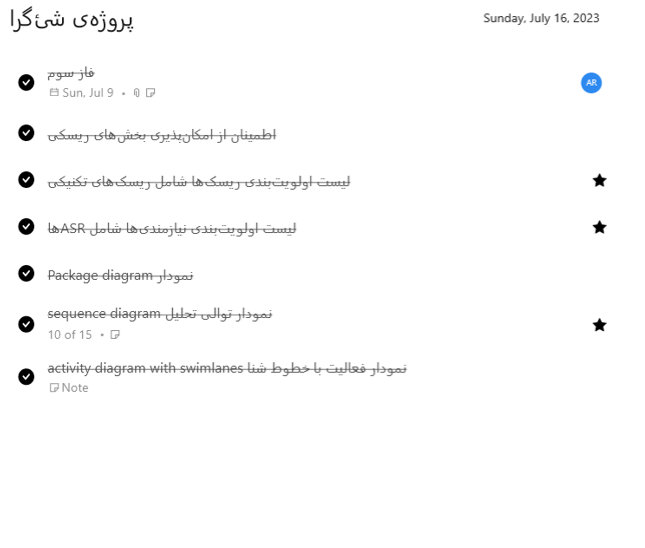 پروژه‌ی شئ‌گرا
Sunday, July 16, 2023
فاز سوم
AR
Sun, Jul 9 •
اطمینان از امکان‌پذیری بخش‌های ریسکی
لیست اولویت‌بندی ریسک‌ها شامل ریسک‌های تکنیکی
لیست اولویت‌بندی نیازمندی‌ها شامل ASRها
نمودار Package diagram
نمودار توالی تحلیل sequence diagram
10 of 15 •
نمودار فعالیت با خطوط شنا activity diagram with swimlanes
Note